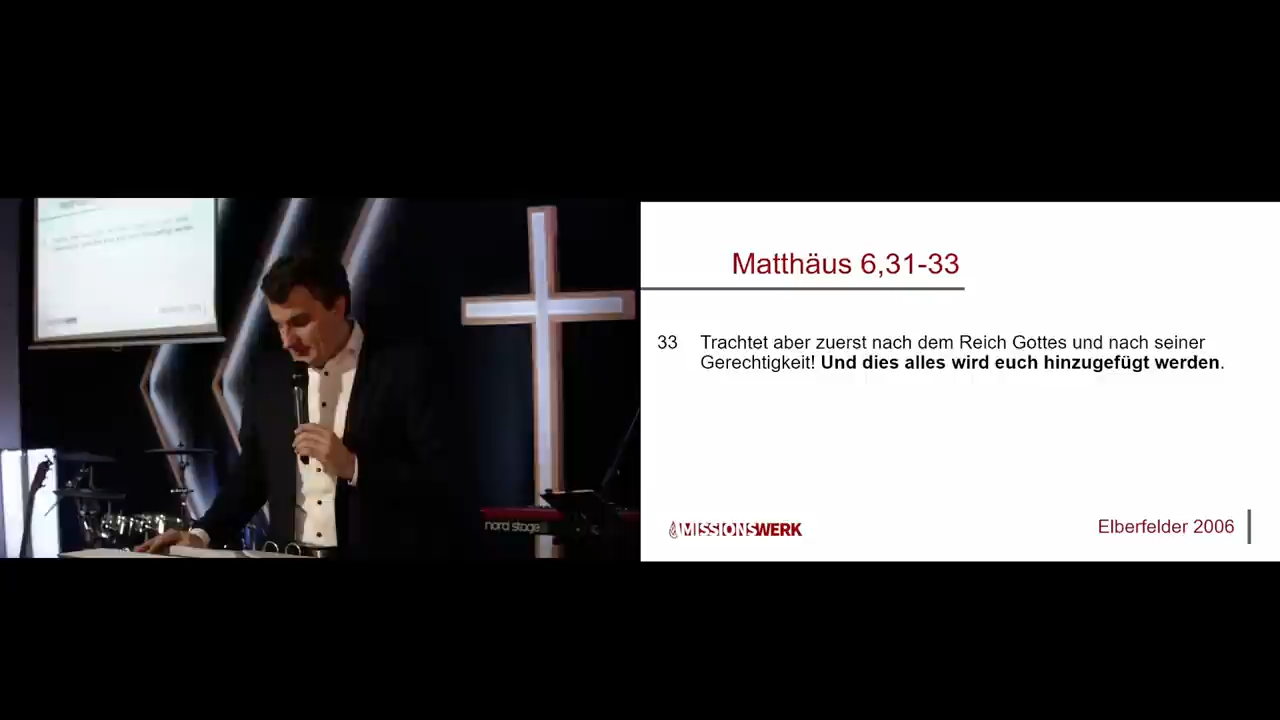 nord stage
Matthäus 6,31-33
33 Trachtet aber zuerst nach dem Reich Gottes und nach seiner
Gerechtigkeit! Und dies alles wird euch hinzugefügt werden.
MISSIONSWERK
Elberfelder 2006